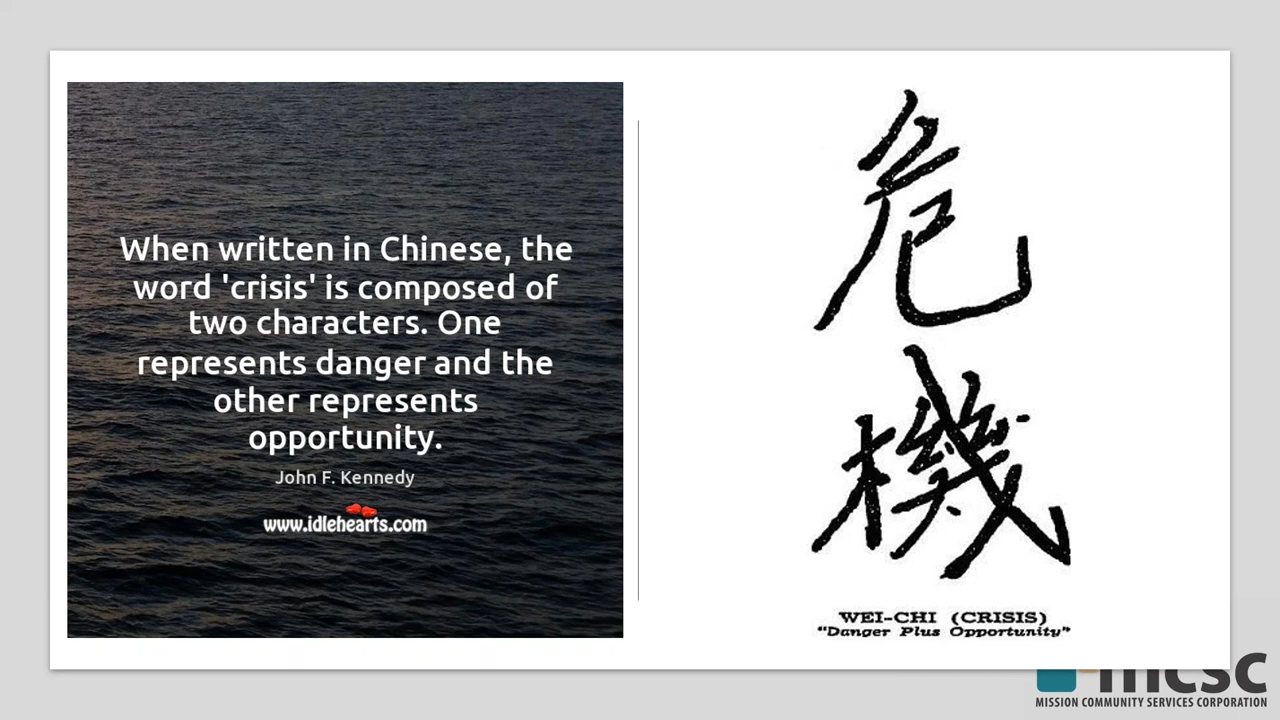 When written in Chinese, the
word 'crisis' is composed of
two characters. One
represents danger and the
other represents
opportunity.
John F. Kennedy
www.idlehearts.com
危
機
WEI-CHI (CRISIS)
"Danger Plus Opportunity"
mcsc
MISSION COMMUNITY SERVICES CORPORATION